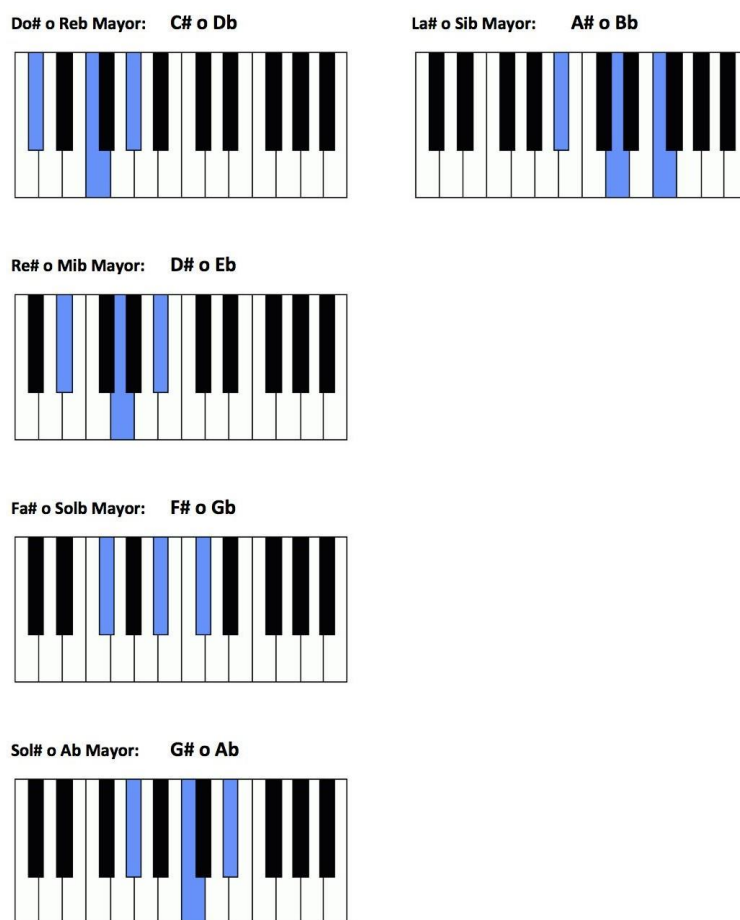 Do# o Reb Mayor: C# o Db
La# o Sib Mayor: A# o Bb
Re# o Mib Mayor: D# o Eb
Fa# o Solb Mayor: F# o Gb
Sol# o Ab Mayor: G# o Ab